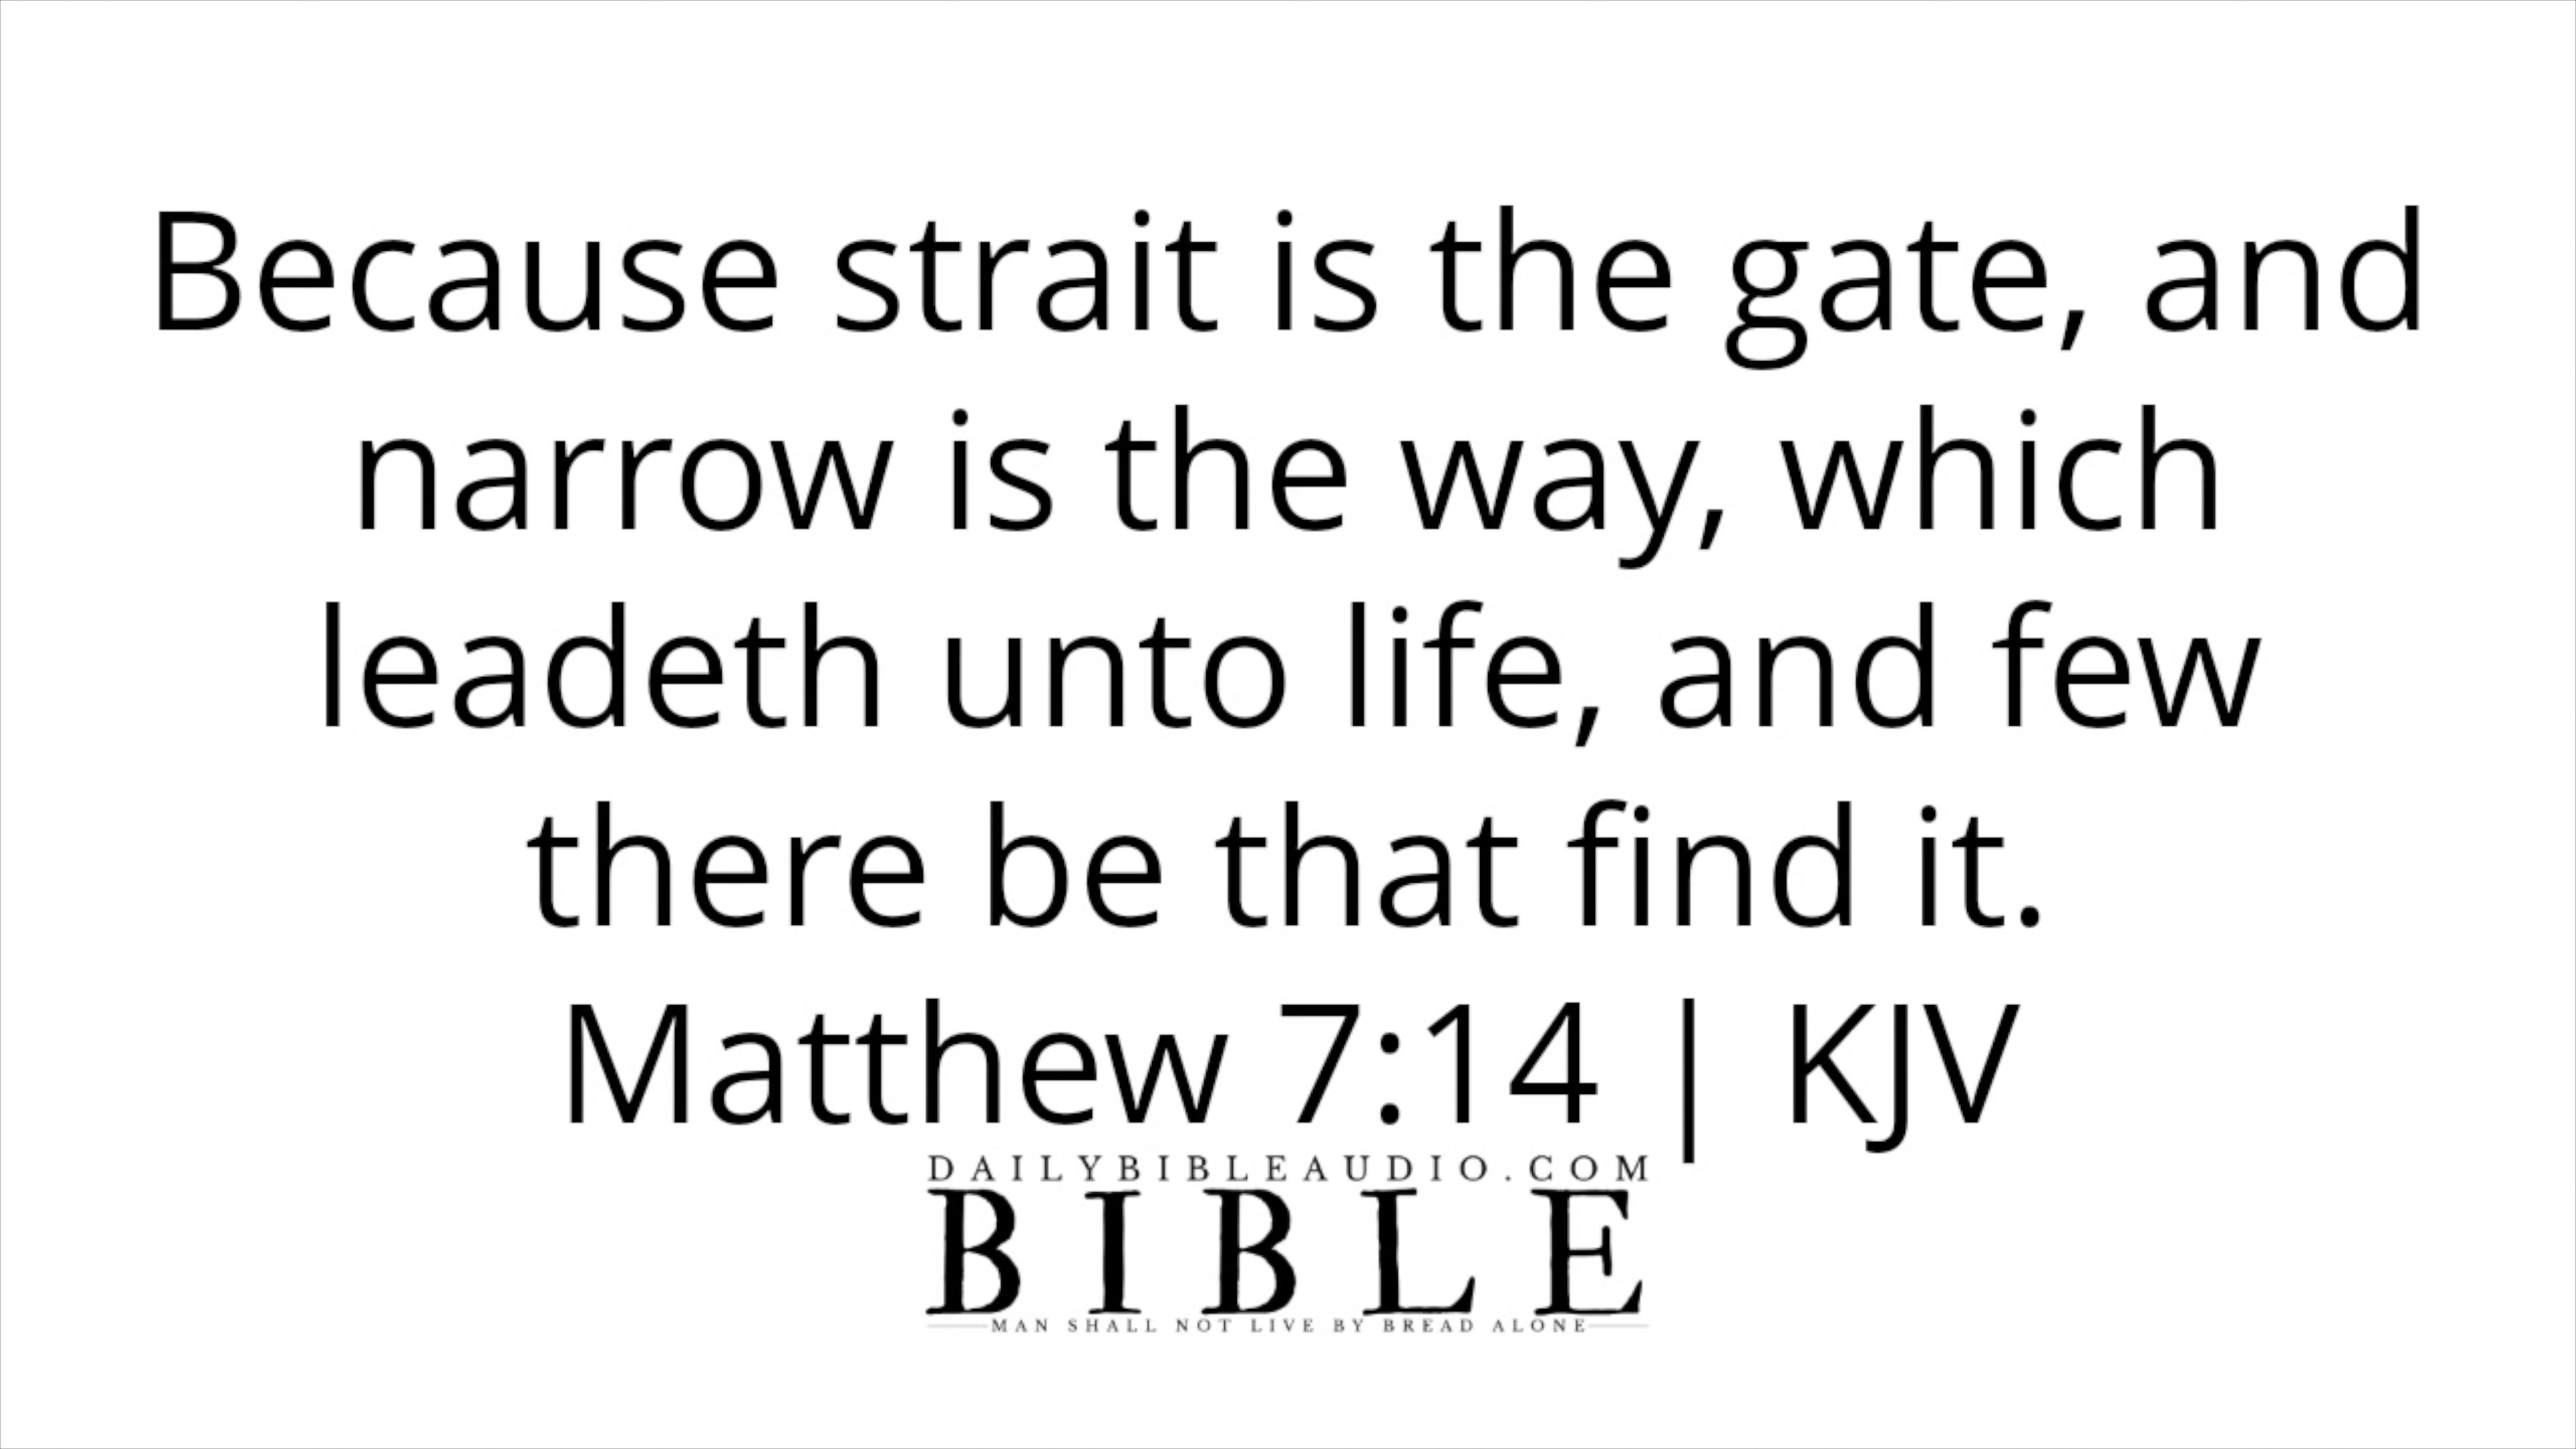 Because strait is the gate, and
narrow is the way, which
leadeth unto life, and few
there be that find it.
Matthew 7:14 | KJV
DAILYBIBLEAUDIO.COM
BIBLE
MAN SHALL NOT LIVE BY BREAD ALONE